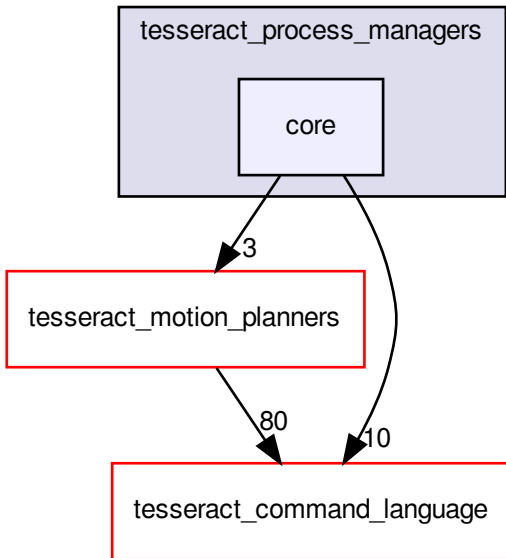 tesseract_process_managers
core
3
tesseract_motion_planners
80
10
tesseract_command_language